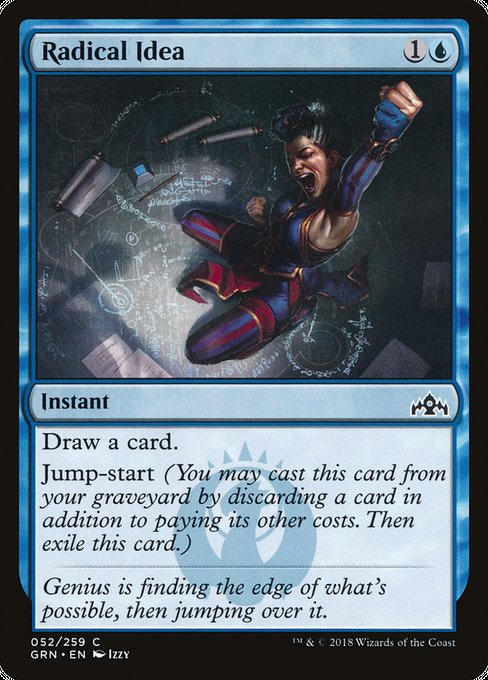 Radical Idea 1
Instant
Draw a card.
Jump-start (You may cast this card from
your graveyard by discarding a card in
addition to paying its other costs. Then
exile this card.)
Genius is finding the edge of what's
possible, then jumping over it.
052/259 C
GRN • EN Izzy
™ & © 2018 Wizards of the Coast